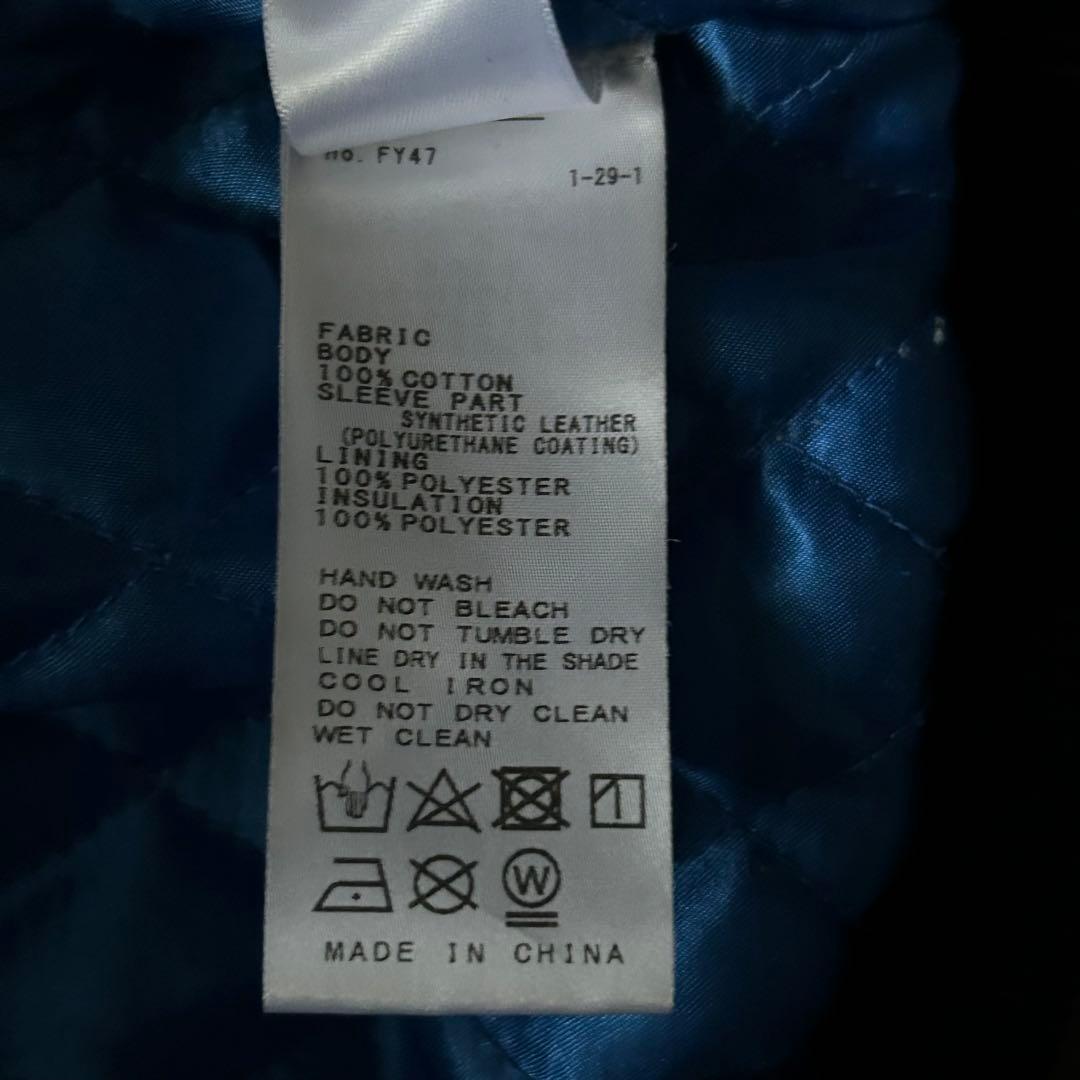 no. FY47
1-29-1
FABRIC
BODY
100% COTTON
SLEEVE PART
SYNTHETIC LEATHER
(POLYURETHANE COATING)
LINING
100% POLYESTER
INSULATION
100% POLYESTER
HAND WASH
DO NOT BLEACH
DO NOT TUMBLE DRY
LINE DRY IN THE SHADE
COOL IRON
DO NOT DRY CLEAN
WET CLEAN
W
MADE IN CHINA